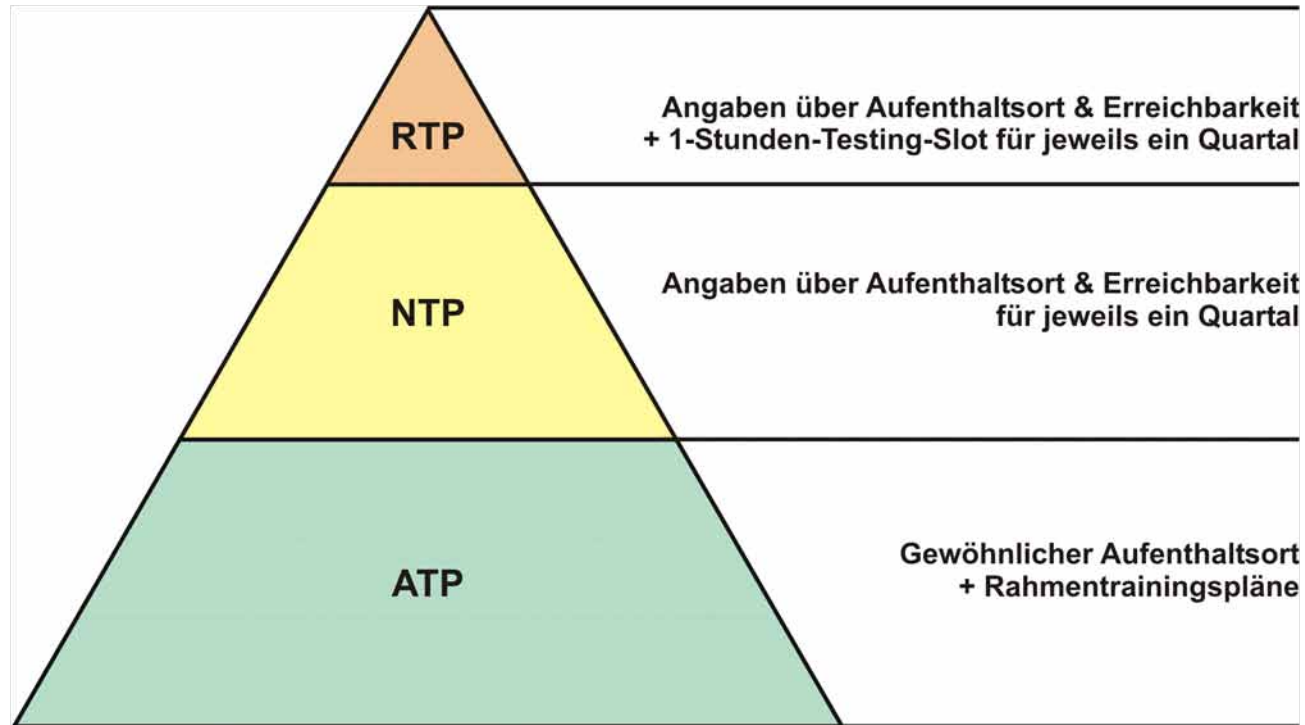 RTP
Angaben über Aufenthaltsort & Erreichbarkeit
+ 1-Stunden-Testing-Slot für jeweils ein Quartal
NTP
Angaben über Aufenthaltsort & Erreichbarkeit
für jeweils ein Quartal
ATP
Gewöhnlicher Aufenthaltsort
+ Rahmentrainingspläne